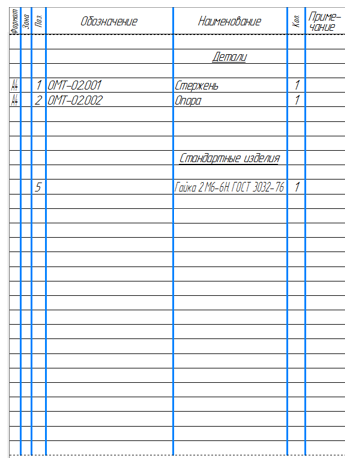 Формат Зона Поз. Обозначение Наименование Кол. Приме-
чание
Детали
А4 1 ОМТ-02.001 Стержень 1
А4 2 ОМТ-02.002 Опора 1
Стандартные изделия
5 Гайка 2 М6-6Н ГОСТ 3032-76 1